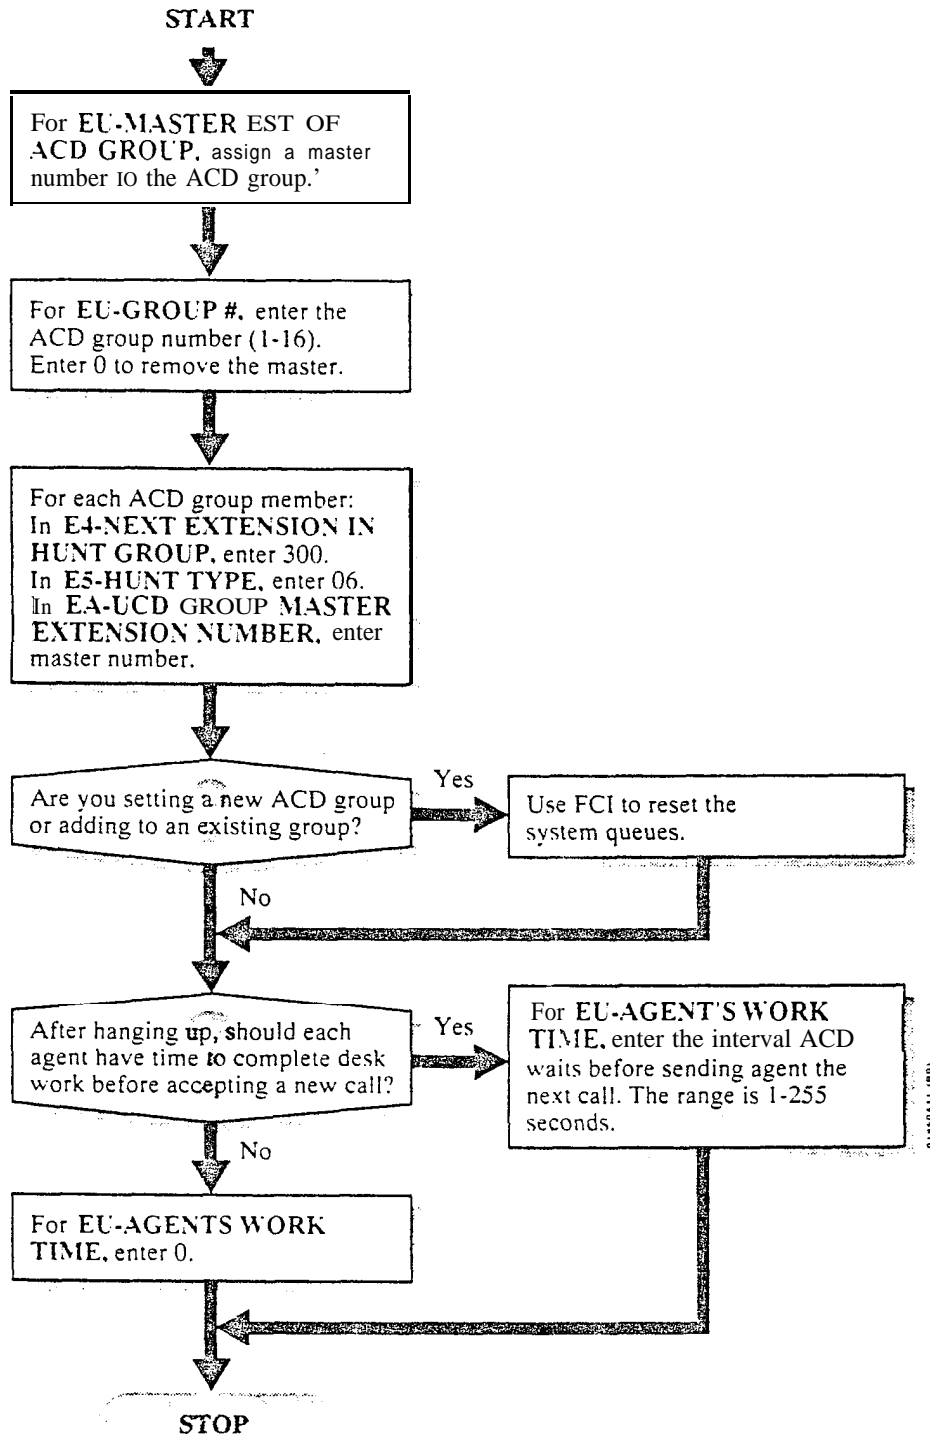 START
For EU-MASTER EST OF
ACD GROUP, assign a master
number IO the ACD group.'
For EU-GROUP #, enter the
ACD group number (1-16).
Enter 0 to remove the master.
For each ACD group member:
In E4-NEXT EXTENSION IN
HUNT GROUP, enter 300.
In E5-HUNT TYPE, enter 06.
In EA-UCD GROUP MASTER
EXTENSION NUMBER, enter
master number.
Are you setting a new ACD group
or adding to an existing group?
Yes
Use FCI to reset the
system queues.
No
After hanging up, should each
agent have time to complete desk
work before accepting a new call?
Yes
For EU-AGENT'S WORK
TIME, enter the interval ACD
waits before sending agent the
next call. The range is 1-255
seconds.
No
For EU-AGENTS WORK
TIME, enter 0.
STOP